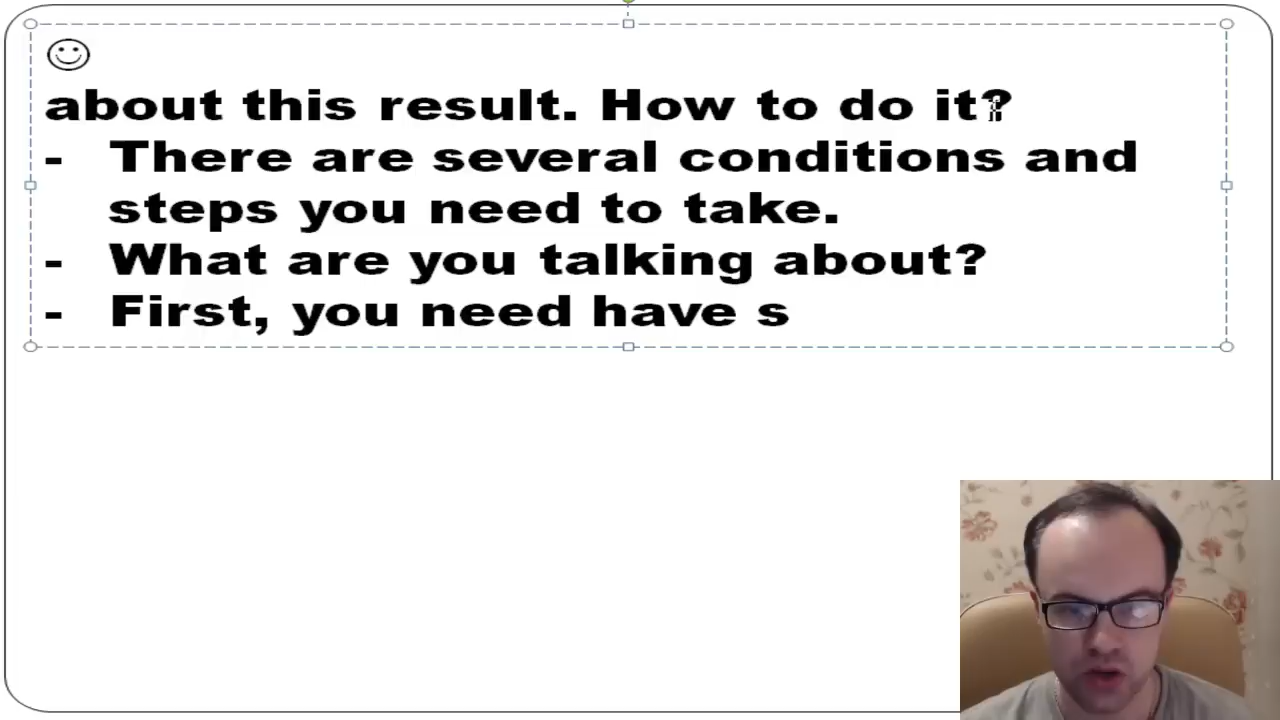 about this result. How to do it?
- There are several conditions and
steps you need to take.
- What are you talking about?
- First, you need have s